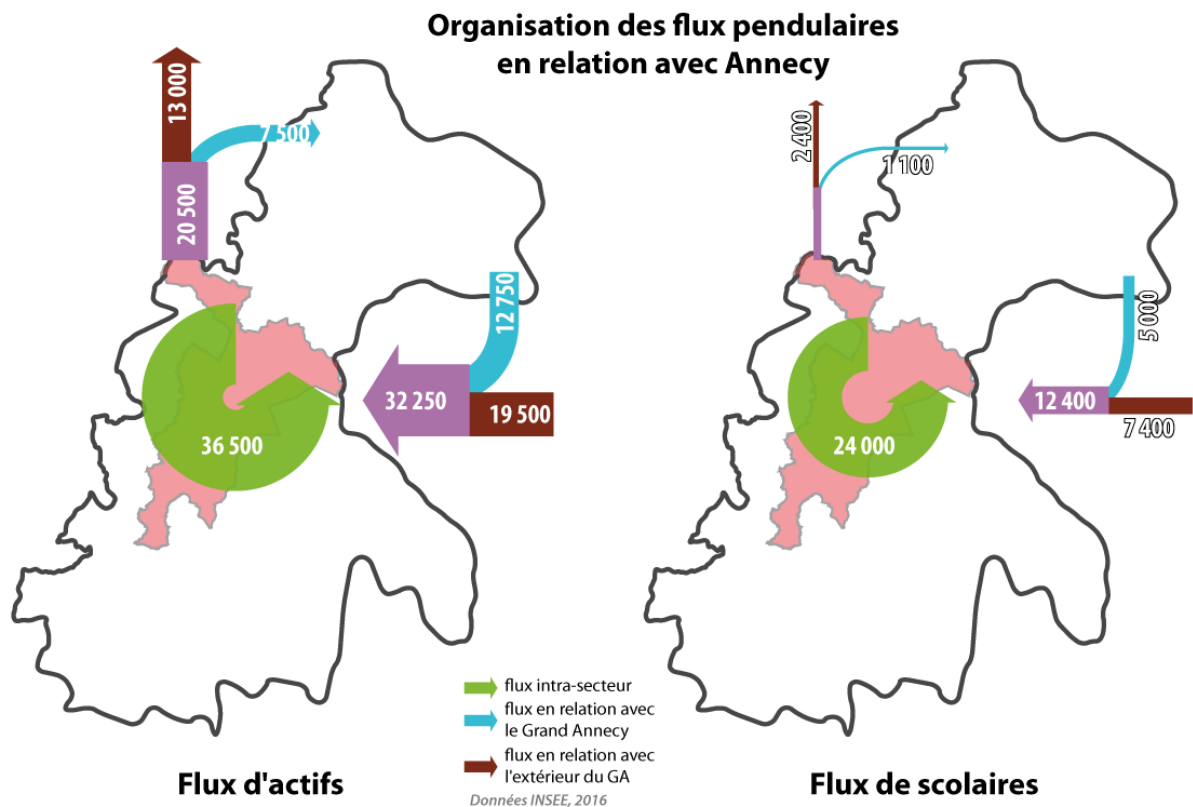 Organisation des flux pendulaires
en relation avec Annecy
13 000
7 500
20 500
12 750
32 250
19 500
36 500
2 400
1 100
5 000
12 400
7 400
24 000
flux intra-secteur
flux en relation avec
le Grand Annecy
flux en relation avec
l'extérieur du GA
Flux d'actifs
Flux de scolaires
Données INSEE, 2016